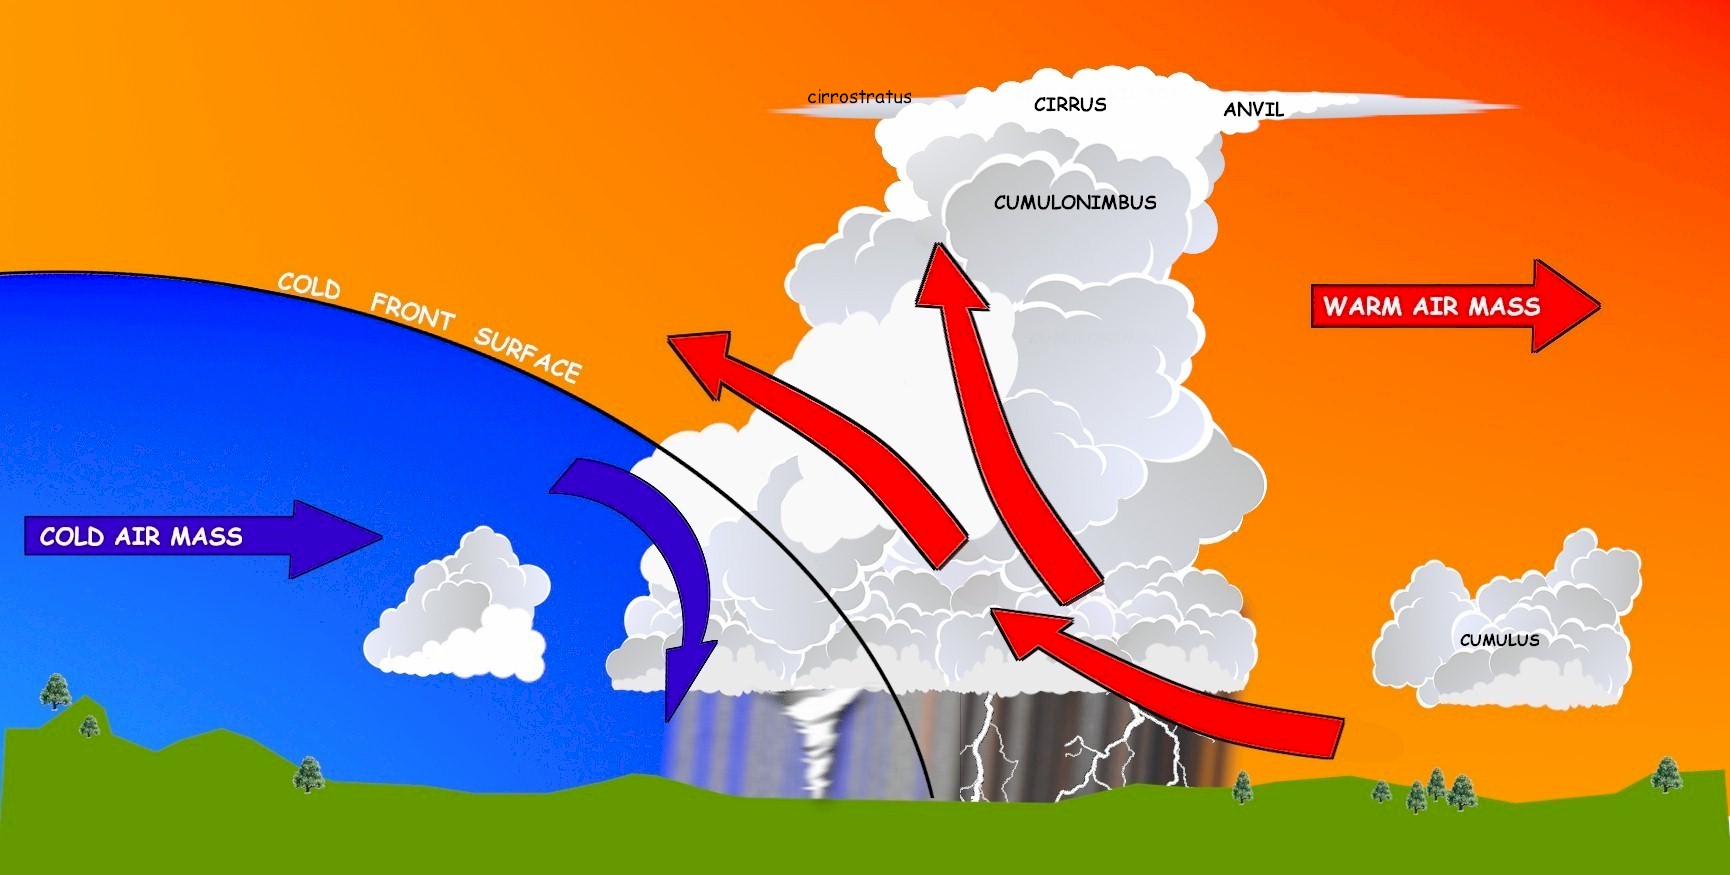 cirrostratus
CIRRUS
ANVIL
CUMULONIMBUS
COLD FRONT SURFACE
WARM AIR MASS
COLD AIR MASS
CUMULUS